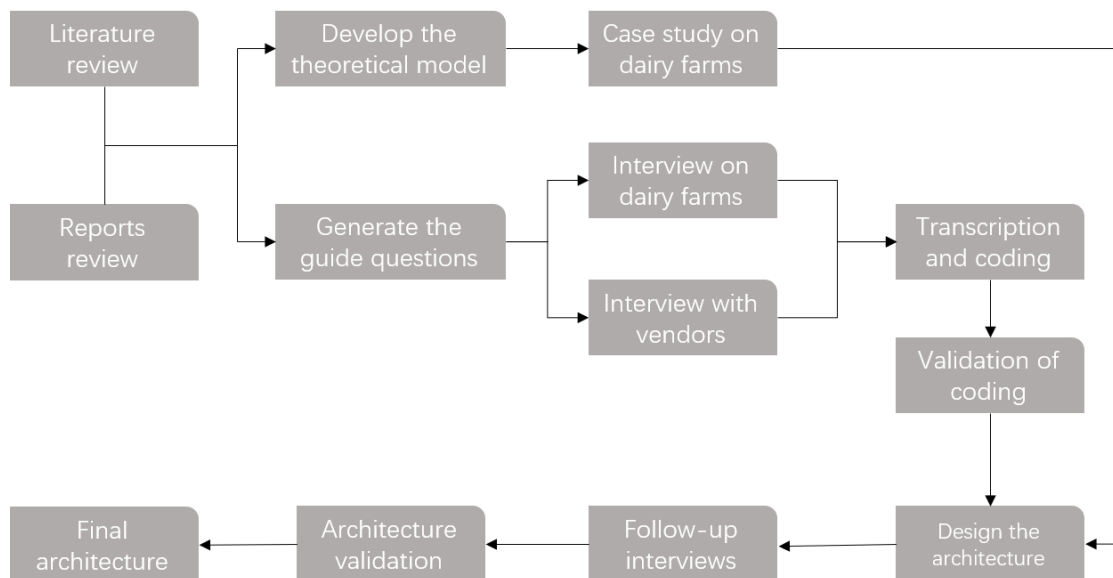 Literature
review
Develop the
theoretical model
Case study on
dairy farms
Interview on
dairy farms
Reports
review
Generate the
guide questions
Transcription
and coding
Interview with
vendors
Validation of
coding
Final
architecture
Architecture
validation
Follow-up
interviews
Design the
architecture